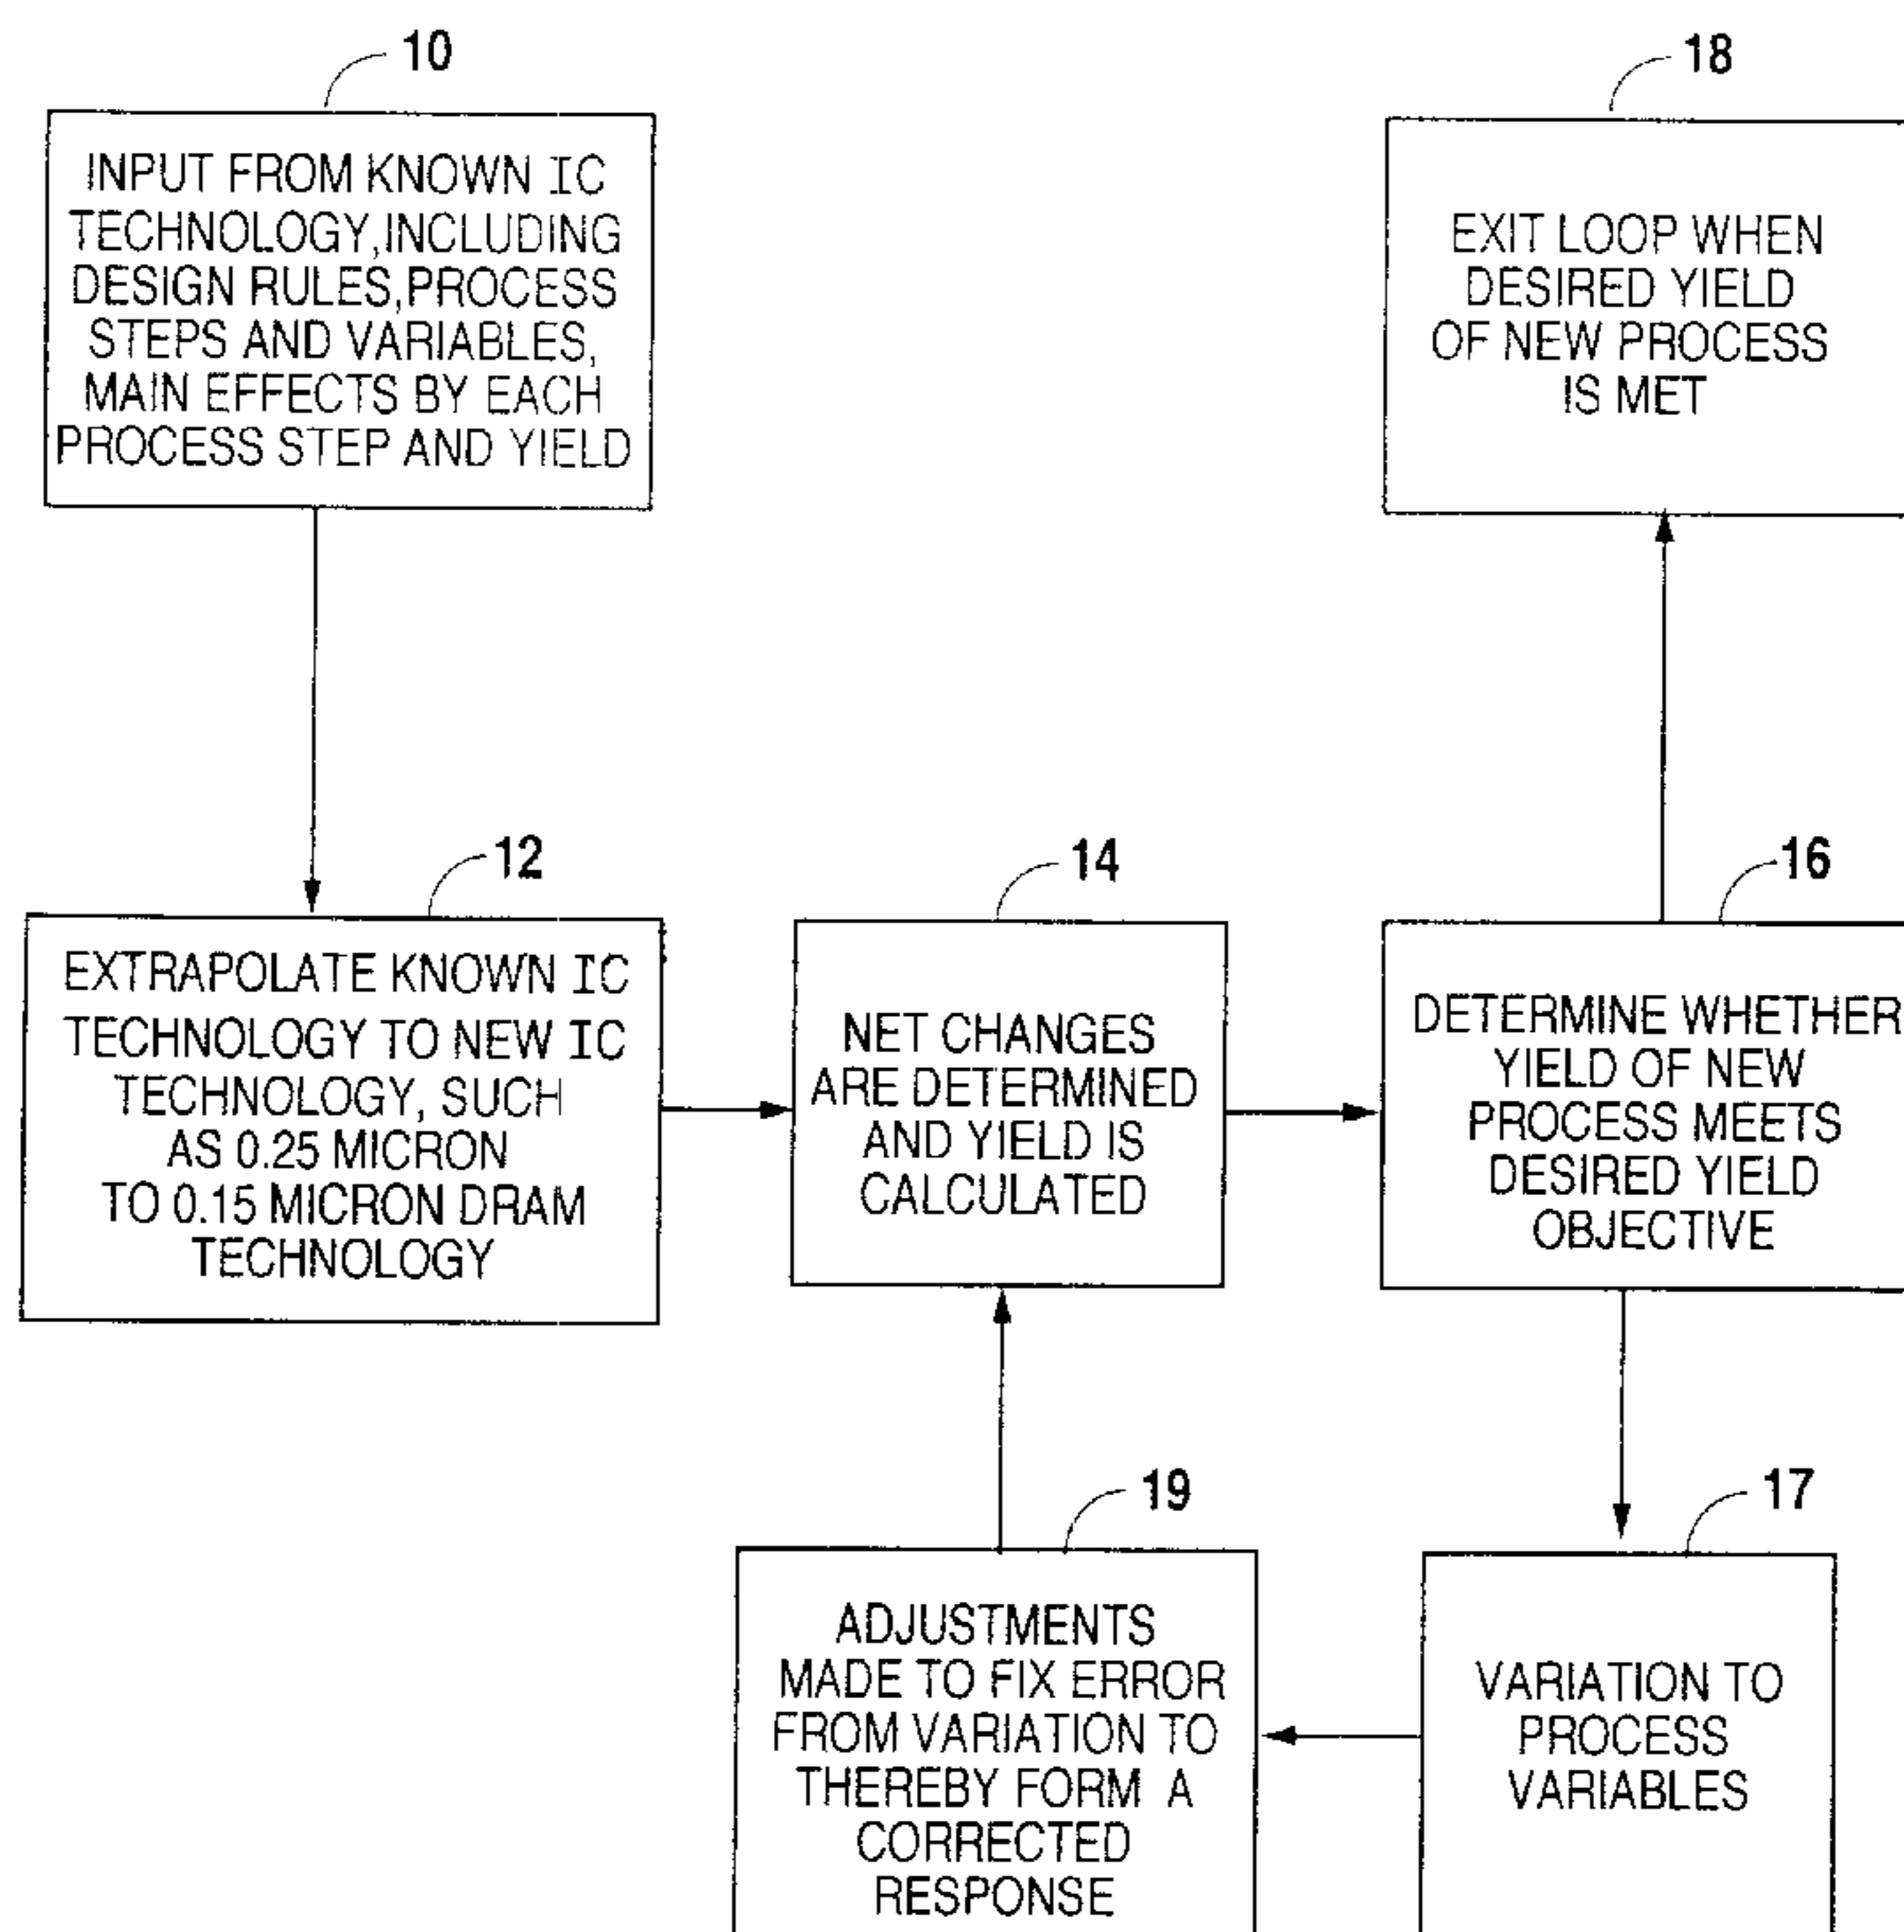 10
INPUT FROM KNOWN IC
TECHNOLOGY, INCLUDING
DESIGN RULES, PROCESS
STEPS AND VARIABLES,
MAIN EFFECTS BY EACH
PROCESS STEP AND YIELD
18
EXIT LOOP WHEN
DESIRED YIELD
OF NEW PROCESS
IS MET
12
EXTRAPOLATE KNOWN IC
TECHNOLOGY TO NEW IC
TECHNOLOGY, SUCH
AS 0.25 MICRON
TO 0.15 MICRON DRAM
TECHNOLOGY
14
NET CHANGES
ARE DETERMINED
AND YIELD IS
CALCULATED
16
DETERMINE WHETHER
YIELD OF NEW
PROCESS MEETS
DESIRED YIELD
OBJECTIVE
19
ADJUSTMENTS
MADE TO FIX ERROR
FROM VARIATION TO
THEREBY FORM A
CORRECTED
RESPONSE
17
VARIATION TO
PROCESS
VARIABLES